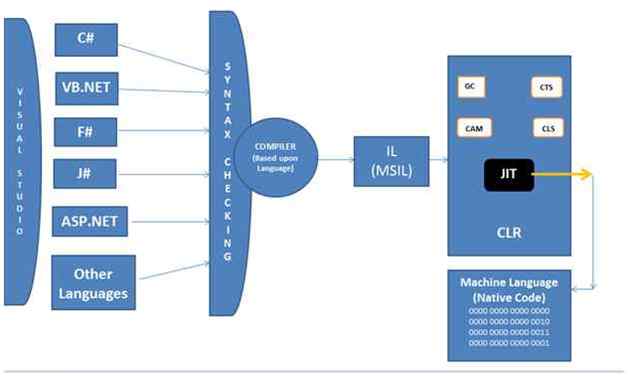 VISUAL STUDIO
C#
VB.NET
F#
J#
ASP.NET
Other
Languages
SYNTAX CHECKING
COMPILER
(Based upon
Language)
IL
(MSIL)
GC
CTS
CAM
CLS
JIT
CLR
Machine Language
(Native Code)
0000 0000 0000 0000
0000 0000 0000 0010
0000 0000 0000 0011
0000 0000 0000 0001